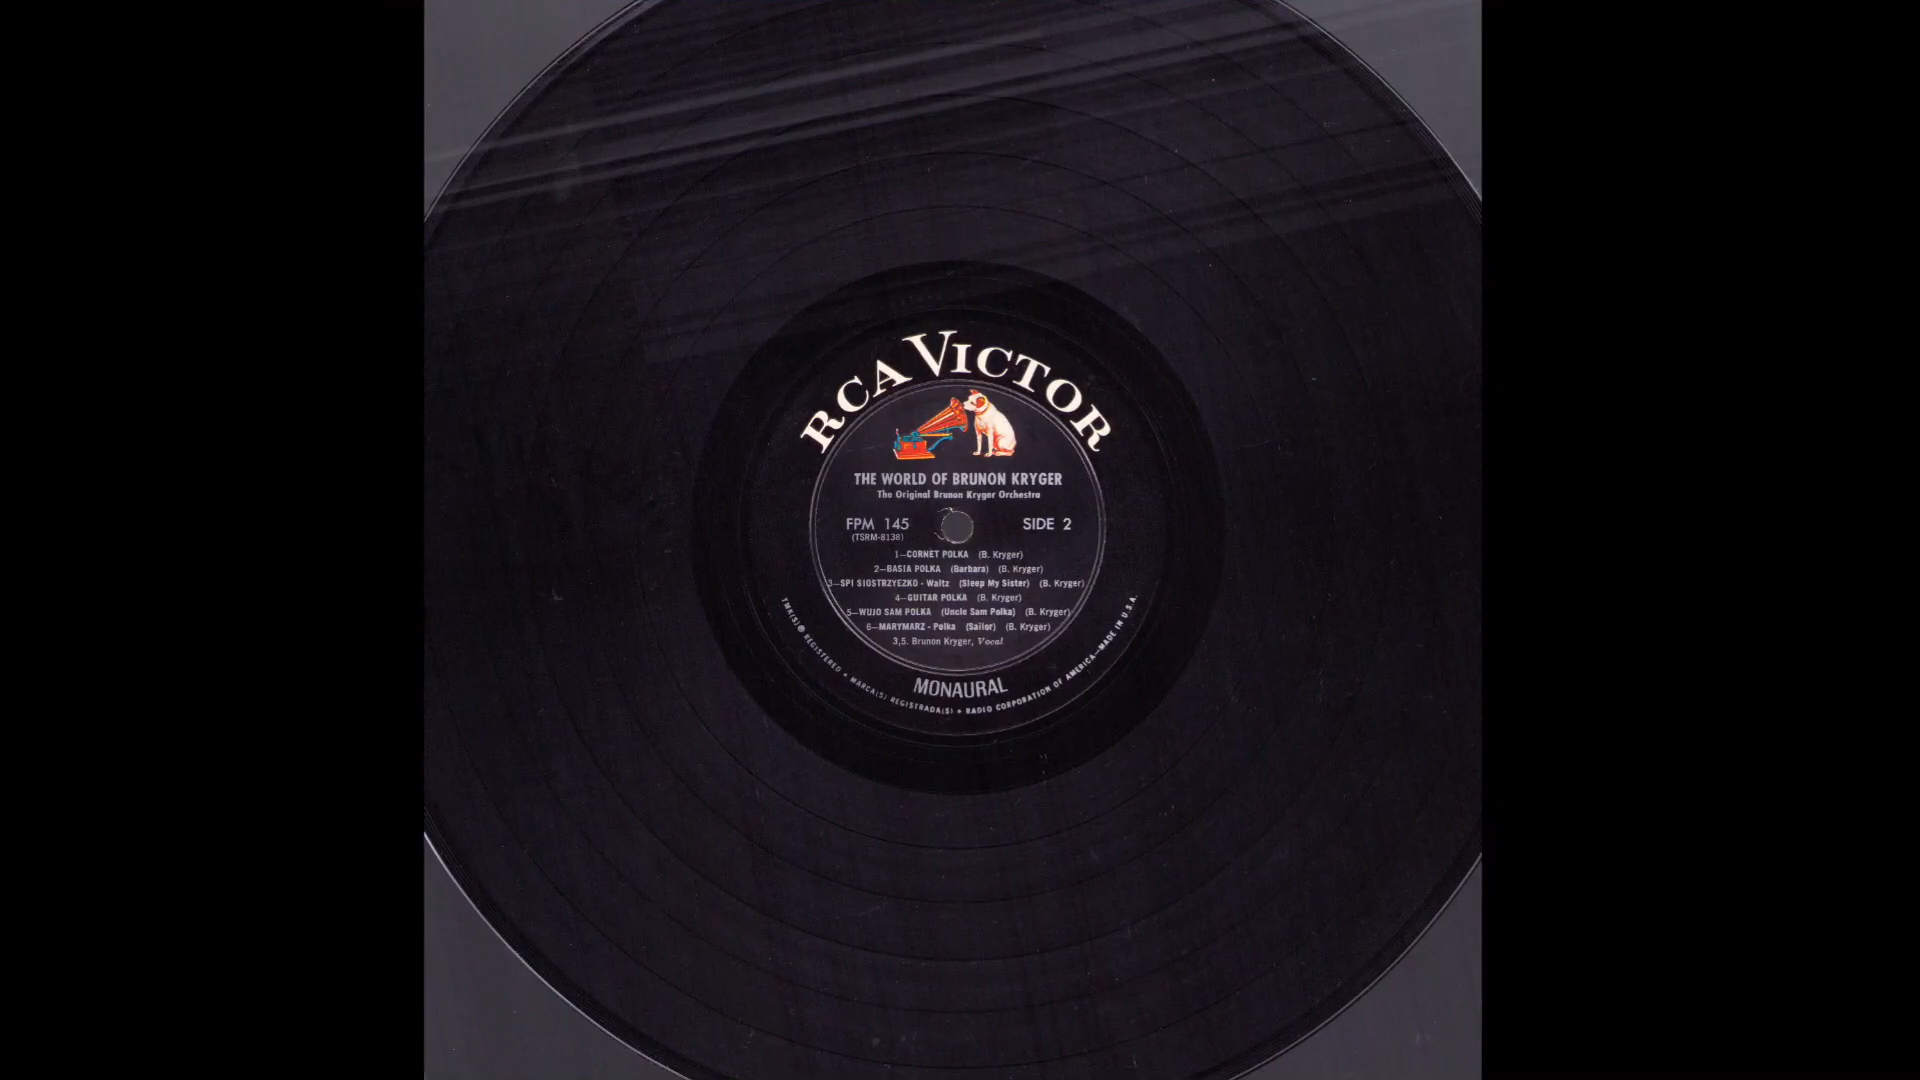 RCA VICTOR
THE WORLD OF BRUNON KRYGER
The Original Brunon Kryger Orchestra
FPM 145
(TSRM-8138)
SIDE 2
1—CORNET POLKA (B. Kryger)
2—BASIA POLKA (Barbara) (B. Kryger)
3—SPI SIOSTRZYEZKO - Waltz (Sleep My Sister) (B. Kryger)
4—GUITAR POLKA (B. Kryger)
5—WUJO SAM POLKA (Uncle Sam Polka) (B. Kryger)
6—MARYMARZ - Polka (Sailor) (B. Kryger)
3,5. Brunon Kryger, Vocal
MONAURAL
TMK(S) ® REGISTERED • MARCA(S) REGISTRADA(S) • RADIO CORPORATION OF AMERICA—MADE IN U.S.A.